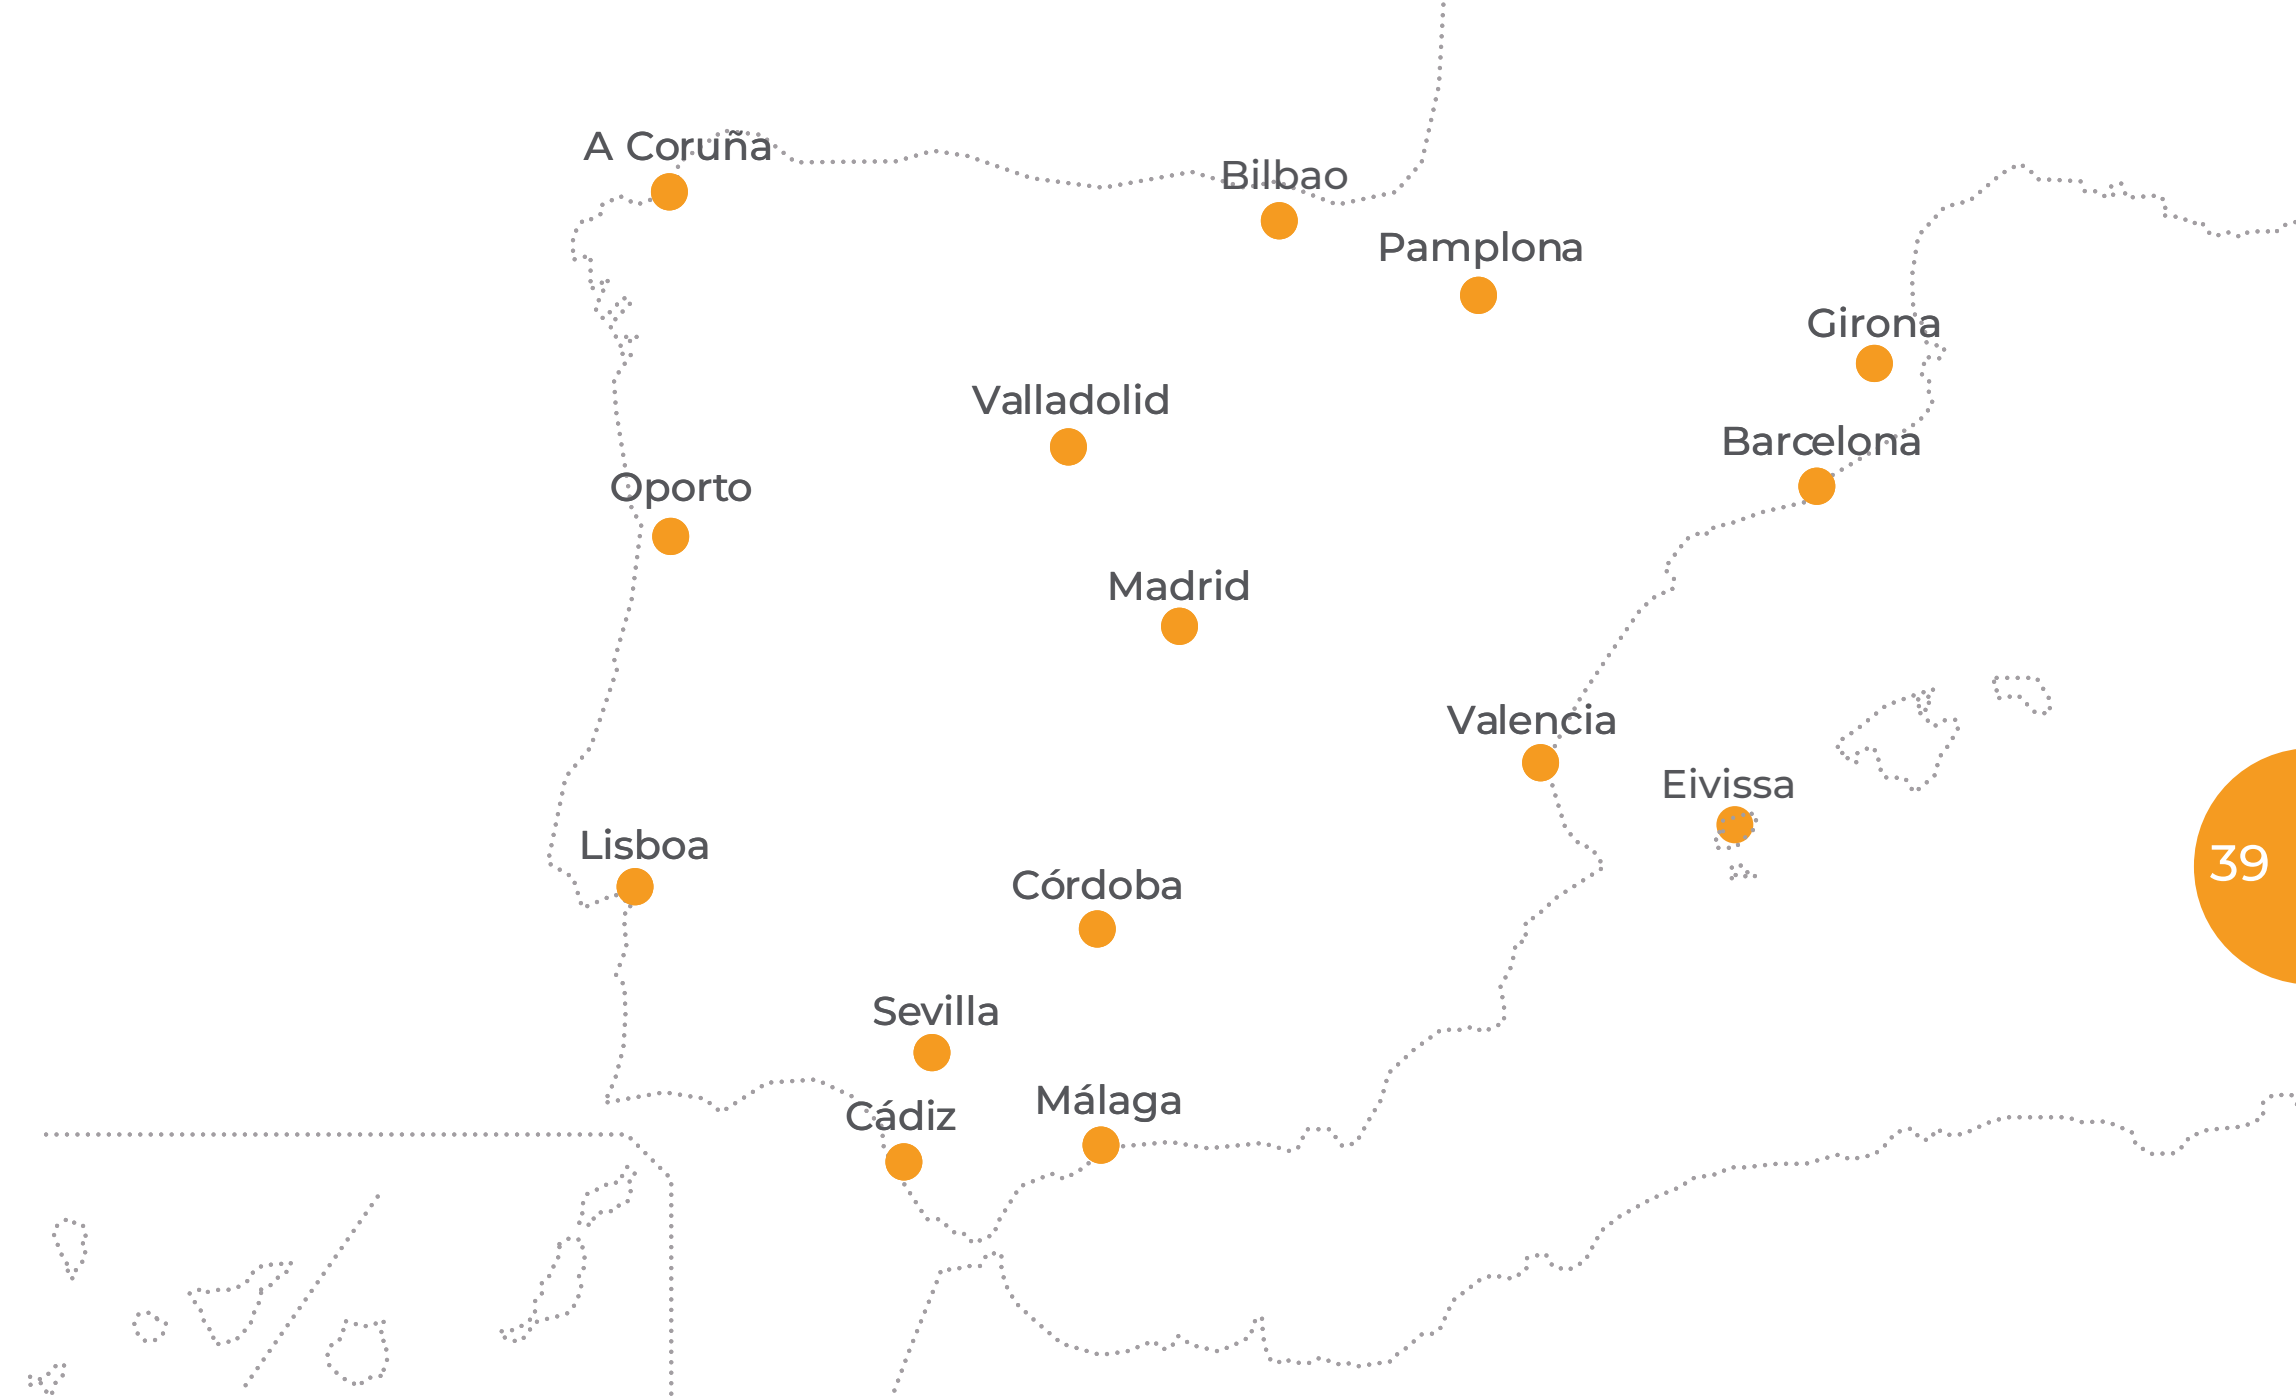 A Coruña
Bilbao
Pamplona
Girona
Valladolid
Barcelona
Oporto
Madrid
Valencia
Eivissa
Lisboa
39
Córdoba
Sevilla
Málaga
Cádiz